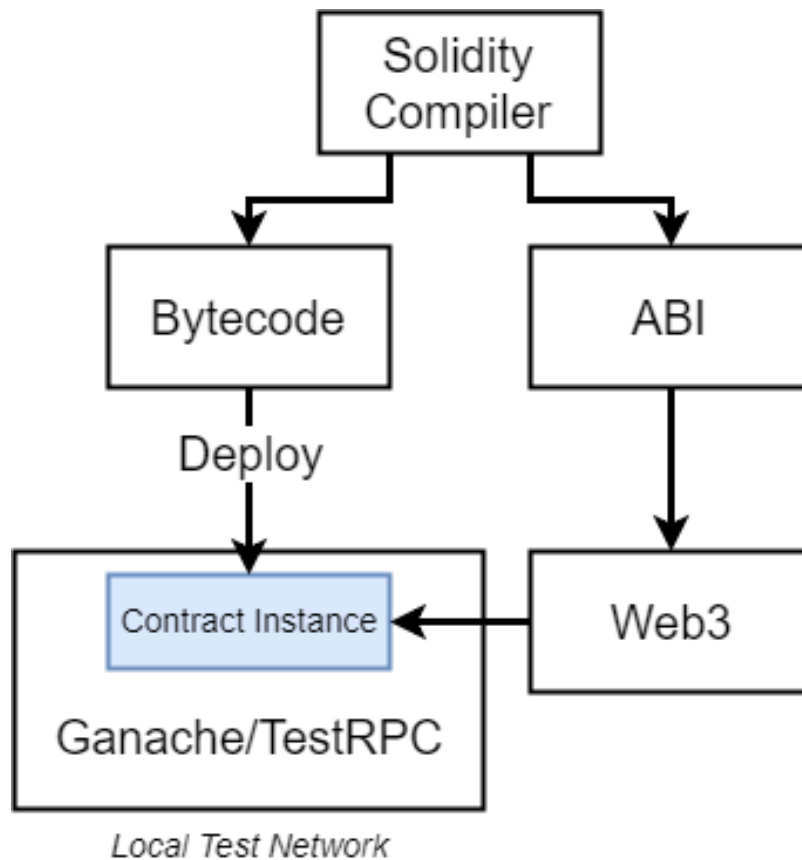 Solidity
Compiler
Bytecode
ABI
Deploy
Contract Instance
Web3
Ganache/TestRPC
Local Test Network